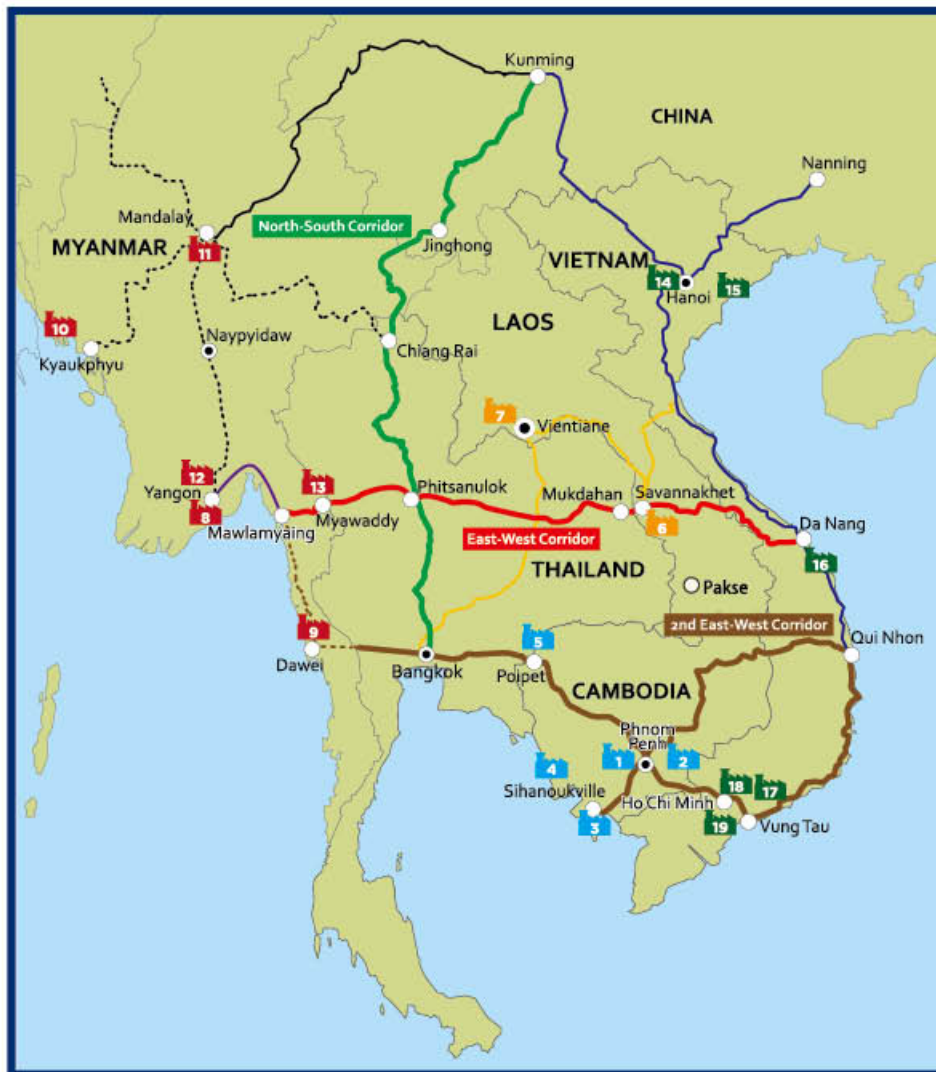 Kunming
CHINA
Nanning
Mandalay
North-South Corridor
MYANMAR
11
Jinghong
VIETNAM
14
Hanoi
15
LAOS
10
Kyaukphyu
Naypyidaw
Chiang Rai
7
Vientiane
12
Yangon
8
13
Phitsanulok
Mukdahan
Savannakhet
Mawlamyaing
Myawaddy
6
East-West Corridor
Da Nang
16
THAILAND
Pakse
9
2nd East-West Corridor
Qui Nhon
5
Dawei
Bangkok
Poipet
CAMBODIA
Phnom
Penh
1
2
4
Sihanoukville
3
Ho Chi Minh
18
17
19
Vung Tau